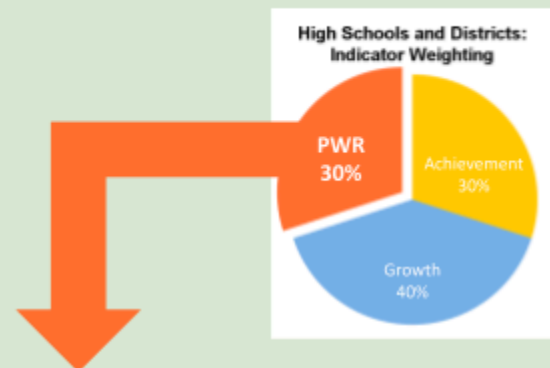 High Schools and Districts:
Indicator Weighting
PWR
30%
Achievement
30%
Growth
40%